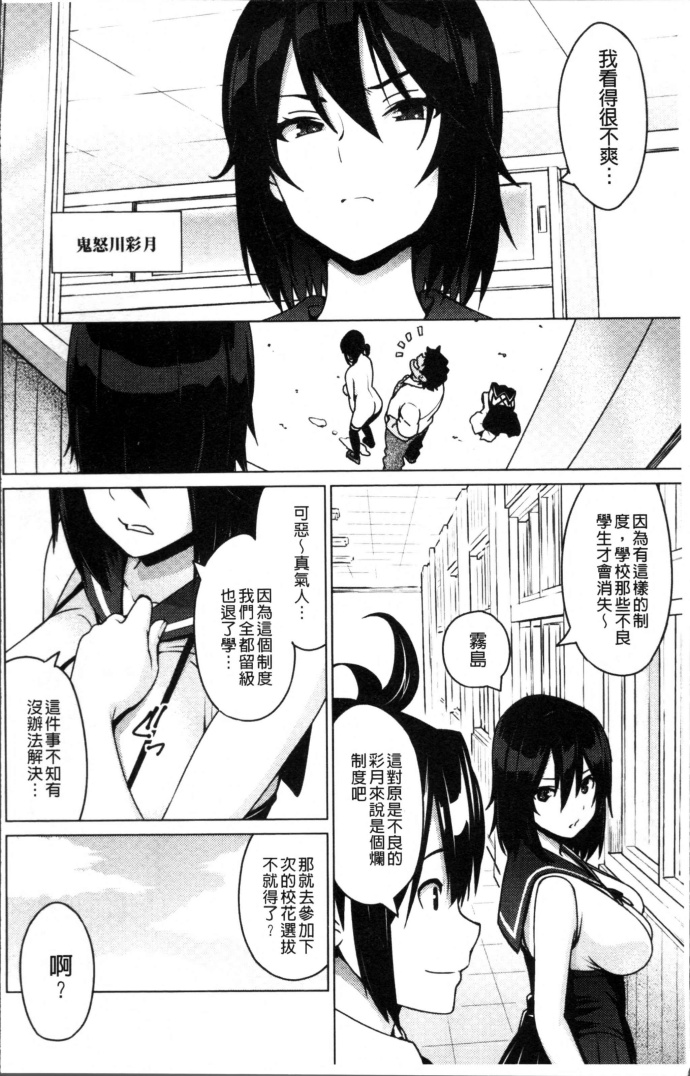 我看得很不爽…
鬼怒川彩月
因為有這樣的制
度，學校那些不良
學生才會消失～
霧島
這對原是不良的
彩月來說是個爛
制度吧
可惡～真氣人…
因為這個制度
我們全都留級
也退了學…
這件事不知有
沒辦法解決…
那就去參加下
次的校花選拔
不就得了？
啊？